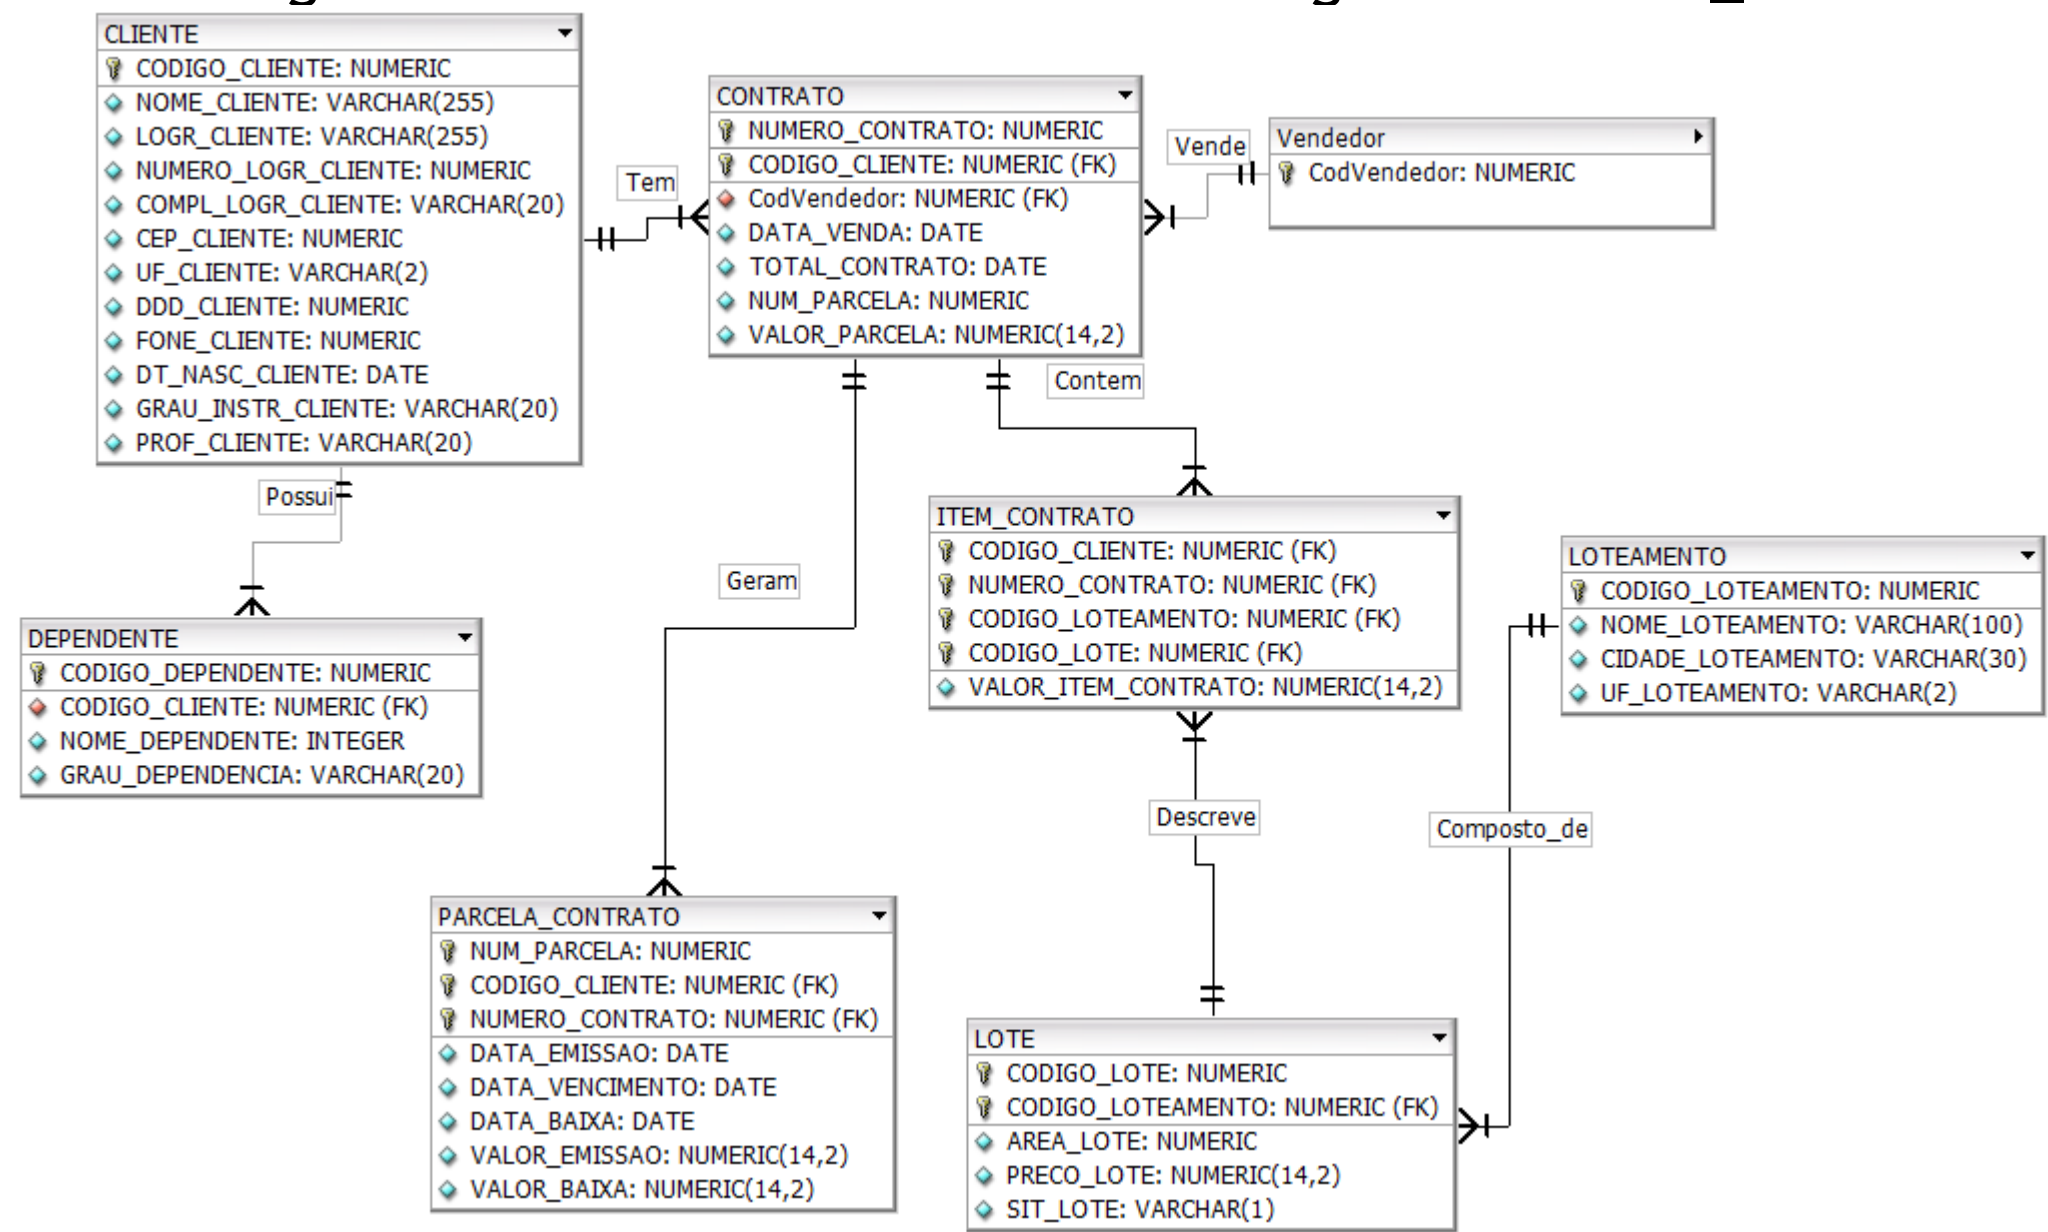 CLIENTE
CODIGO_CLIENTE: NUMERIC
NOME_CLIENTE: VARCHAR(255)
LOGR_CLIENTE: VARCHAR(255)
NUMERO_LOGR_CLIENTE: NUMERIC
COMPL_LOGR_CLIENTE: VARCHAR(20)
CEP_CLIENTE: NUMERIC
UF_CLIENTE: VARCHAR(2)
DDD_CLIENTE: NUMERIC
FONE_CLIENTE: NUMERIC
DT_NASC_CLIENTE: DATE
GRAU_INSTR_CLIENTE: VARCHAR(20)
PROF_CLIENTE: VARCHAR(20)
Tem
CONTRATO
NUMERO_CONTRATO: NUMERIC
CODIGO_CLIENTE: NUMERIC (FK)
CodVendedor: NUMERIC (FK)
DATA_VENDA: DATE
TOTAL_CONTRATO: DATE
NUM_PARCELA: NUMERIC
VALOR_PARCELA: NUMERIC(14,2)
Vende
Vendedor
CodVendedor: NUMERIC
Contem
Possui
DEPENDENTE
CODIGO_DEPENDENTE: NUMERIC
CODIGO_CLIENTE: NUMERIC (FK)
NOME_DEPENDENTE: INTEGER
GRAU_DEPENDENCIA: VARCHAR(20)
Geram
ITEM_CONTRATO
CODIGO_CLIENTE: NUMERIC (FK)
NUMERO_CONTRATO: NUMERIC (FK)
CODIGO_LOTEAMENTO: NUMERIC (FK)
CODIGO_LOTE: NUMERIC (FK)
VALOR_ITEM_CONTRATO: NUMERIC(14,2)
LOTEAMENTO
CODIGO_LOTEAMENTO: NUMERIC
NOME_LOTEAMENTO: VARCHAR(100)
CIDADE_LOTEAMENTO: VARCHAR(30)
UF_LOTEAMENTO: VARCHAR(2)
Descreve
Composto_de
PARCELA_CONTRATO
NUM_PARCELA: NUMERIC
CODIGO_CLIENTE: NUMERIC (FK)
NUMERO_CONTRATO: NUMERIC (FK)
DATA_EMISSAO: DATE
DATA_VENCIMENTO: DATE
DATA_BAIXA: DATE
VALOR_EMISSAO: NUMERIC(14,2)
VALOR_BAIXA: NUMERIC(14,2)
LOTE
CODIGO_LOTE: NUMERIC
CODIGO_LOTEAMENTO: NUMERIC (FK)
AREA_LOTE: NUMERIC
PRECO_LOTE: NUMERIC(14,2)
SIT_LOTE: VARCHAR(1)